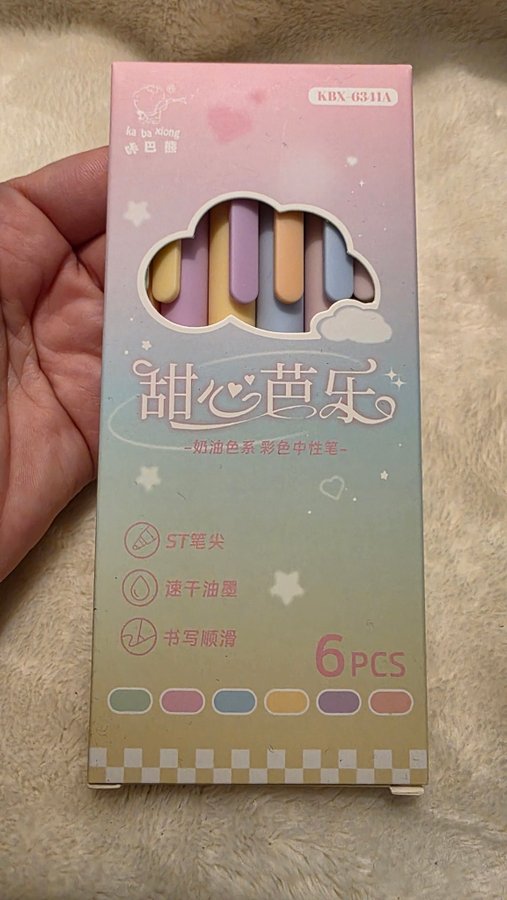 KBX-6341A
ka ba xiong
咔巴熊
甜心芭乐
-奶油色系 彩色中性笔-
ST笔尖
速干油墨
书写顺滑
6PCS